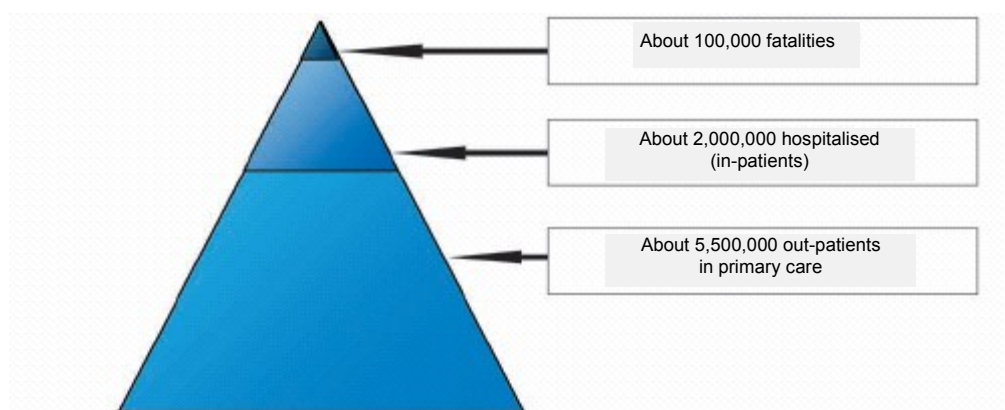 About 100,000 fatalities
About 2,000,000 hospitalised
(in-patients)
About 5,500,000 out-patients
in primary care